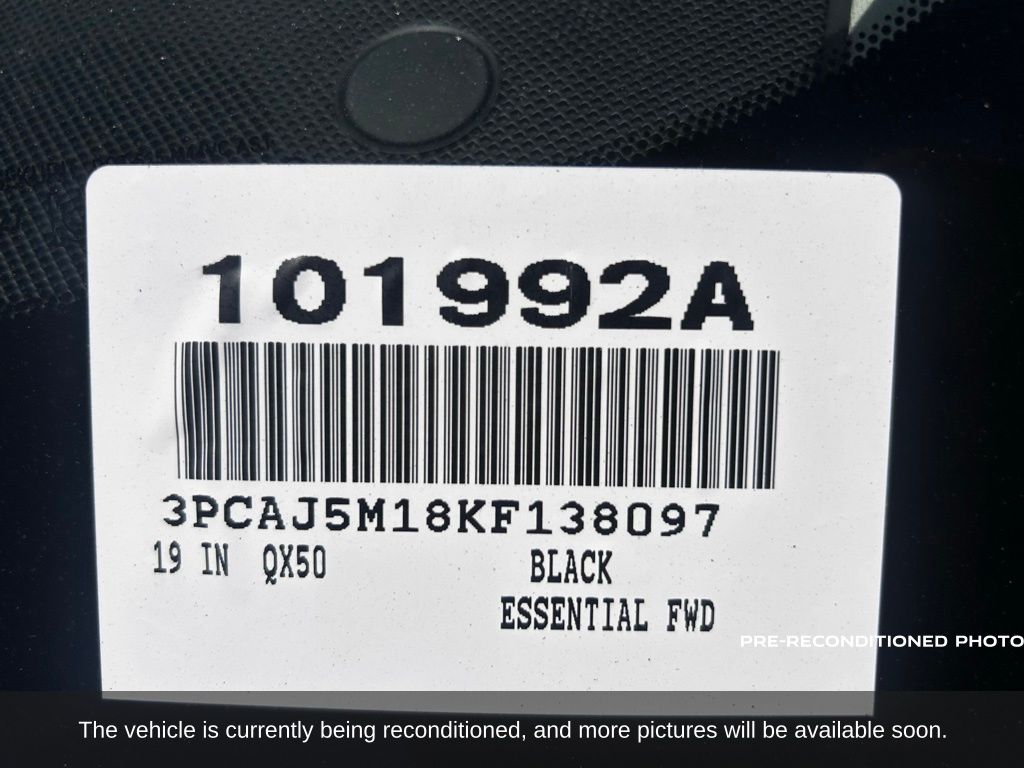 101992A
3PCAJ5M18KF138097
19 IN QX50 BLACK
ESSENTIAL FWD
PRE-RECONDITIONED PHOTO
The vehicle is currently being reconditioned, and more pictures will be available soon.